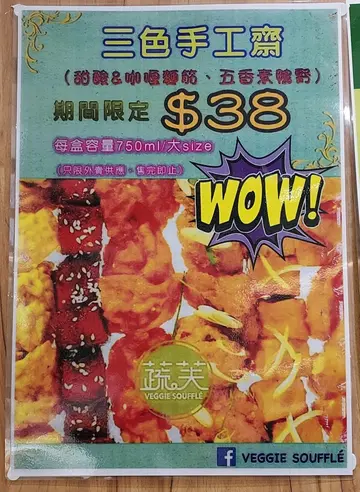 三色手工齋
(甜酸&咖喱麵筋、五香素鴨腎)
期間限定 $38
每盒容量750ml/大size
(只限外賣供應，售完即止)
WOW!
蔬芙
VEGGIE SOUFFLÉ
f VEGGIE SOUFFLÉ